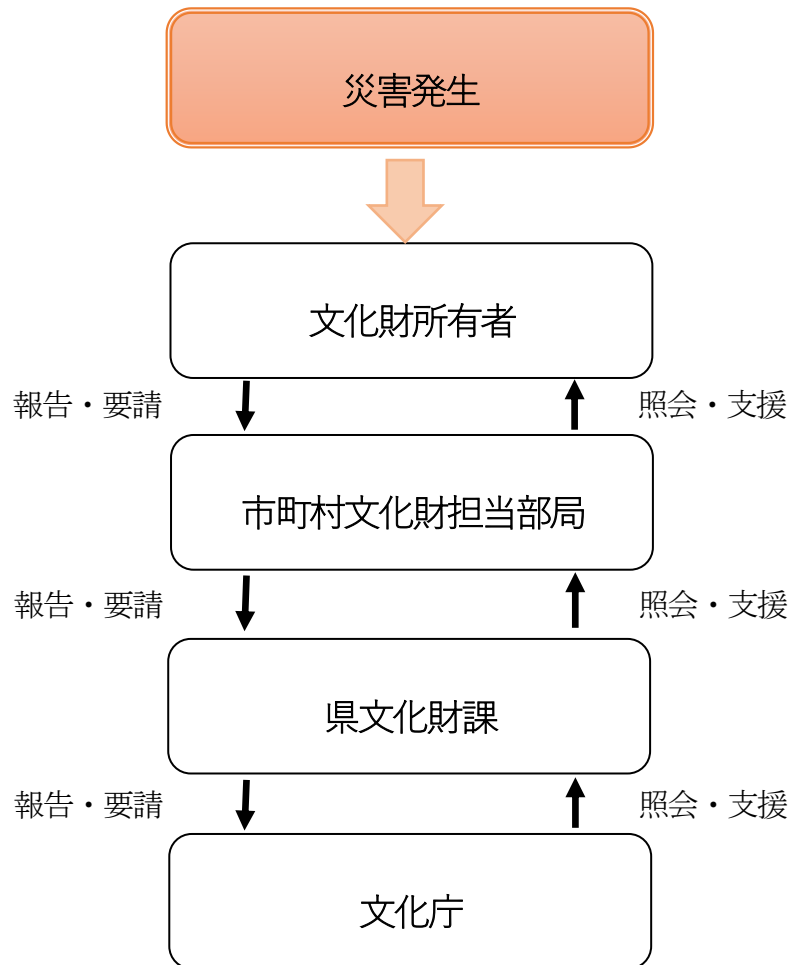 災害発生
文化財所有者
報告・要請
照会・支援
市町村文化財担当部局
報告・要請
照会・支援
県文化財課
報告・要請
照会・支援
文化庁